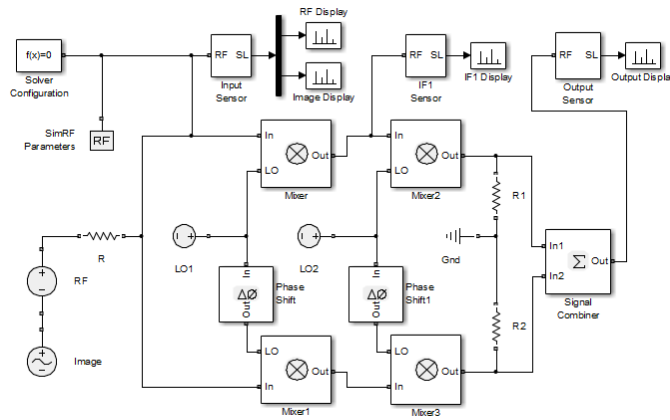 RF Display
f(x)=0
RF SL
RF SL
RF SL
Solver
Configuration
Input
Sensor
Image Display
IF1
Sensor
IF1 Display
Output
Sensor
Output Displa
SimRF
Parameters
RF
In
Out
LO
Mixer
In
Out
LO
Mixer2
R1
R
LO1
LO2
Gnd
In1
In2
Σ
Out
Signal
Combiner
RF
In
ΔØ
Out
Phase
Shift
In
ΔØ
Out
Phase
Shift1
R2
Image
LO
In
Out
Mixer1
LO
In
Out
Mixer3